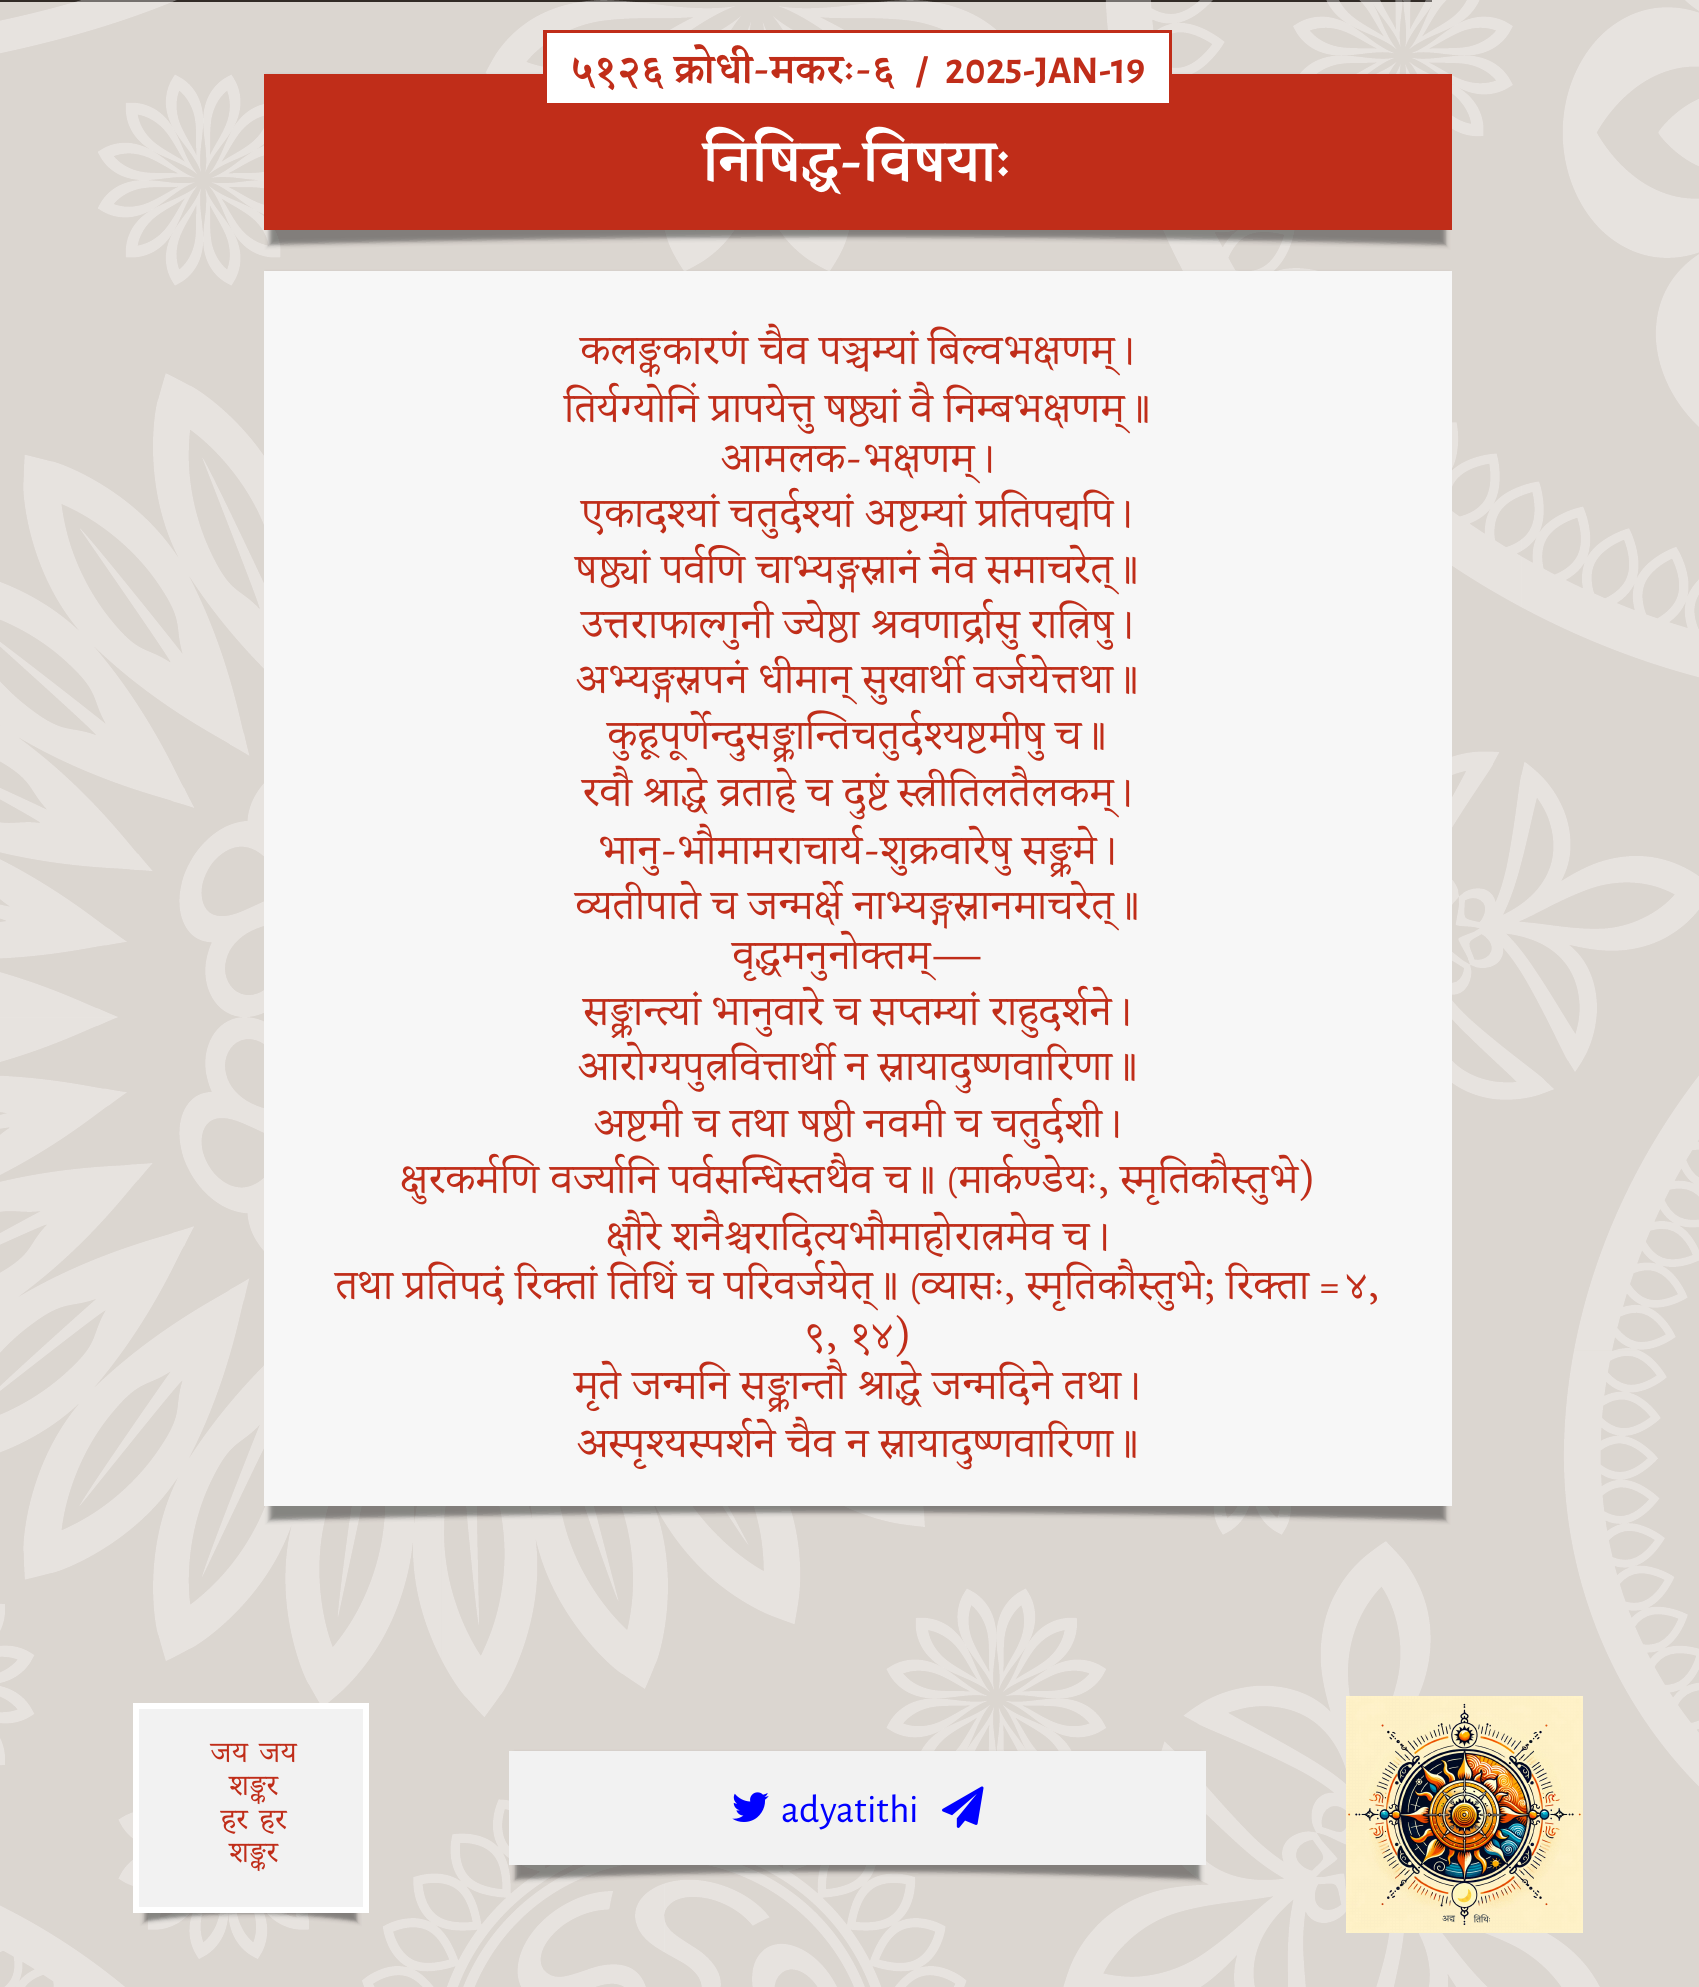 ५१२६ क्रोधी-मकरः-६ / 2025-JAN-19
निषिद्ध-विषयाः
कलङ्ककारणं चैव पञ्चम्यां बिल्वभक्षणम्।
तिर्यग्योनिं प्रापयेत्तु षष्ठ्यां वै निम्बभक्षणम्॥
आमलक-भक्षणम्।
एकादश्यां चतुर्दश्यां अष्टम्यां प्रतिपद्यपि।
षष्ठ्यां पर्वणि चाभ्यङ्गस्नानं नैव समाचरेत्॥
उत्तराफाल्गुनी ज्येष्ठा श्रवणार्द्रासु रात्रिषु।
अभ्यङ्गस्नपनं धीमान् सुखार्थी वर्जयेत्तथा॥
कुहूपूर्णेन्दुसङ्क्रान्तिचतुर्दश्यष्टमीषु च॥
रवौ श्राद्धे व्रताहे च दुष्टं स्त्रीतिलतैलकम्।
भानु-भौमामराचार्य-शुक्रवारेषु सङ्क्रमे।
व्यतीपाते च जन्मर्क्षे नाभ्यङ्गस्नानमाचरेत्॥
वृद्धमनुनोक्तम्—
सङ्क्रान्त्यां भानुवारे च सप्तम्यां राहुदर्शने।
आरोग्यपुत्रवित्तार्थी न स्नायादुष्णवारिणा॥
अष्टमी च तथा षष्ठी नवमी च चतुर्दशी।
क्षुरकर्मणि वर्ज्यानि पर्वसन्धिस्तथैव च॥ (मार्कण्डेयः, स्मृतिकौस्तुभे)
क्षौरे शनैश्चरादित्यभौमाहोरात्रमेव च।
तथा प्रतिपदं रिक्तां तिथिं च परिवर्जयेत्॥ (व्यासः, स्मृतिकौस्तुभे; रिक्ता = ४,
९, १४)
मृते जन्मनि सङ्क्रान्तौ श्राद्धे जन्मदिने तथा।
अस्पृश्यस्पर्शने चैव न स्नायादुष्णवारिणा॥
जय जय
शङ्कर
हर हर
शङ्कर
adyatithi
अद्य तिथिः